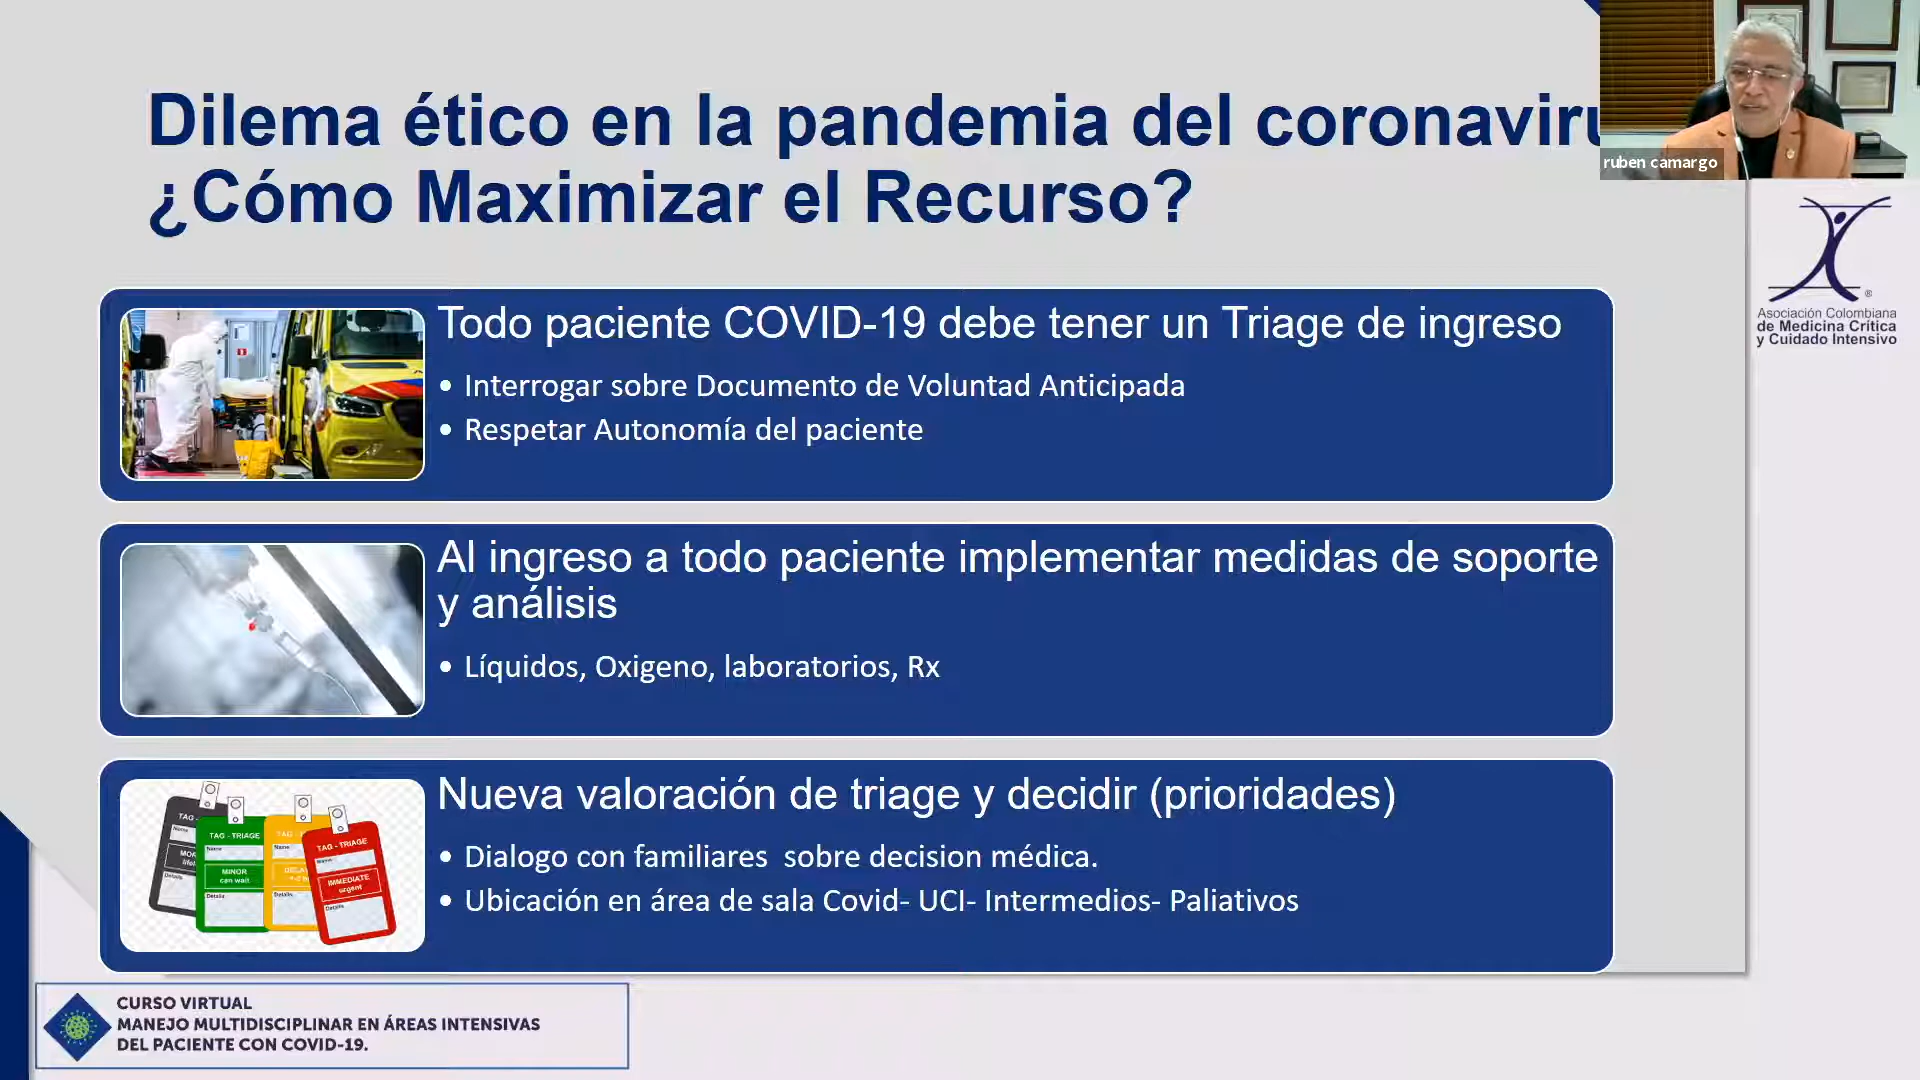 Dilema ético en la pandemia del coronaviru
¿Cómo Maximizar el Recurso?
ruben camargo
Asociación Colombiana
de Medicina Crítica
y Cuidado Intensivo
®
Todo paciente COVID-19 debe tener un Triage de ingreso
• Interrogar sobre Documento de Voluntad Anticipada
• Respetar Autonomía del paciente
Al ingreso a todo paciente implementar medidas de soporte
y análisis
• Líquidos, Oxigeno, laboratorios, Rx
Nueva valoración de triage y decidir (prioridades)
• Dialogo con familiares  sobre decision médica.
• Ubicación en área de sala Covid- UCI- Intermedios- Paliativos
TAG - TRIAGE
Name
MINOR
can wait
Details
TAG - TRIAGE
IMMEDIATE
urgent
Details
CURSO VIRTUAL
MANEJO MULTIDISCIPLINAR EN ÁREAS INTENSIVAS
DEL PACIENTE CON COVID-19.